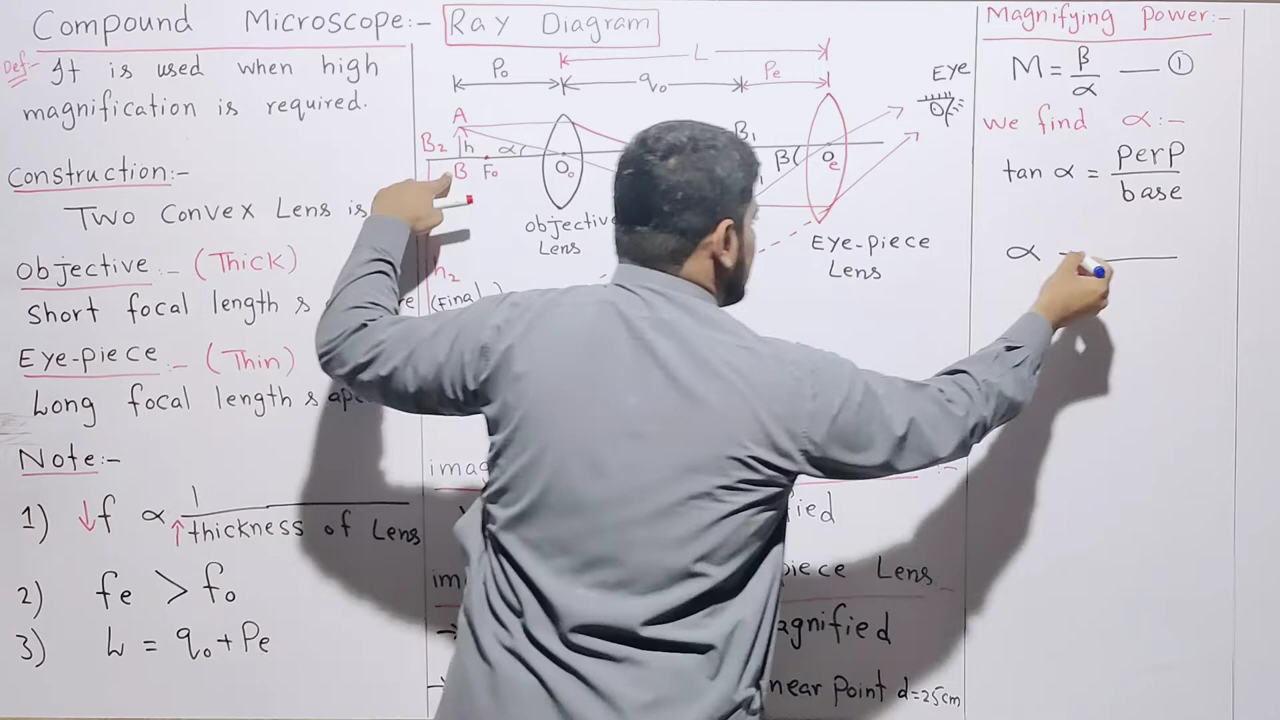 Compound Microscope:-
Def:- It is used when high
magnification is required.
Construction:-
Two Convex Lens is
Objective:- (Thick)
Short focal length &
Eye-piece:- (Thin)
Long focal length & ape
Note:-
1) ↓f ∝ 1
↑thickness of Lens
2) fe > fo
3) L = qo + Pe
Ray Diagram
L
Po
qo
Pe
Eye
A
B2
h
α
B
Fo
Oo
B1
β
Oe
objective
Lens
Eye-piece
Lens
h2
(Final
fied
piece Lens
agnified
near point d=25cm
Magnifying Power:-
M = β/α — ①
we find α:-
tan α = perp/base
α